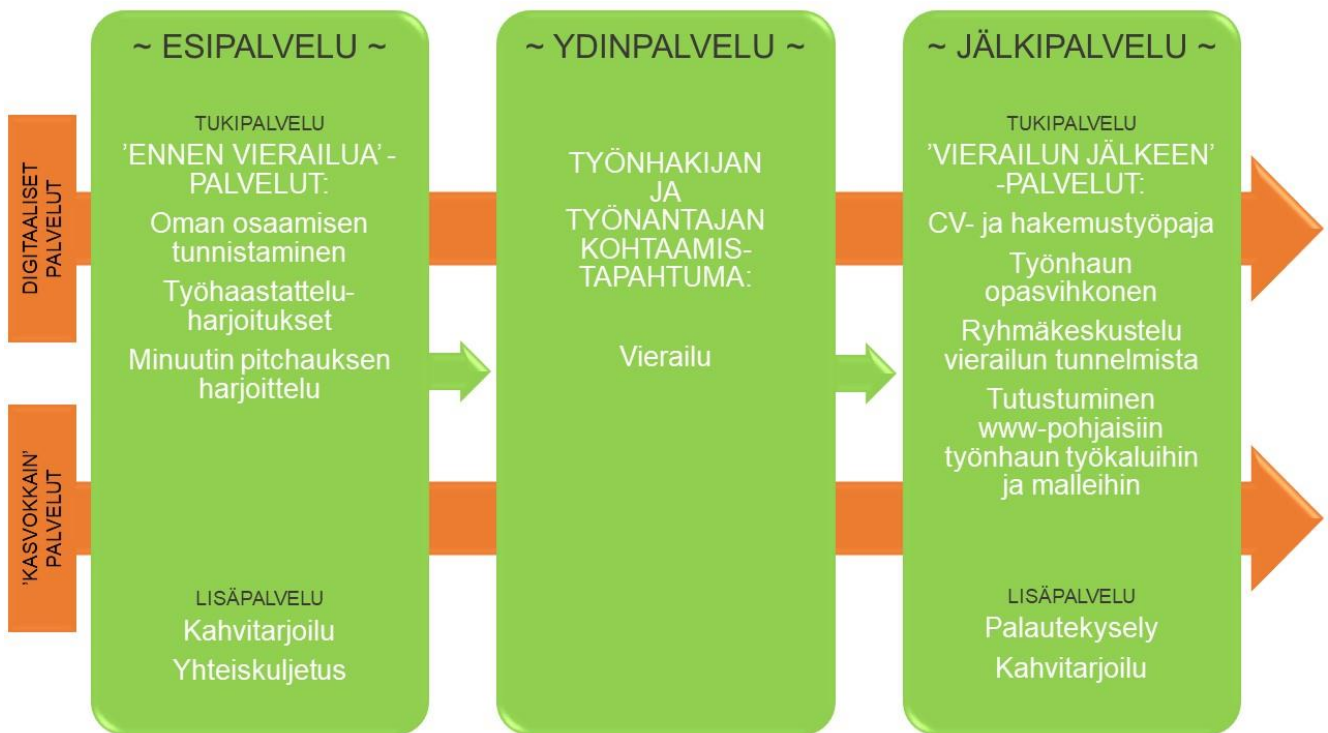 DIGITAALISET
PALVELUT
'KASVOKKAIN'
PALVELUT
~ ESIPALVELU ~
TUKIPALVELU
'ENNEN VIERAILUA' -
PALVELUT:
Oman osaamisen
tunnistaminen
Työhaastattelu-
harjoitukset
Minuutin pitchauksen
harjoittelu
LISÄPALVELU
Kahvitarjoilu
Yhteiskuljetus
~ YDINPALVELU ~
TYÖNHAKIJAN
JA
TYÖNANTAJAN
KOHTAAMIS-
TAPAHTUMA:
Vierailu
~ JÄLKIPALVELU ~
TUKIPALVELU
'VIERAILUN JÄLKEEN'
-PALVELUT:
CV- ja hakemustyöpaja
Työnhaun
opasvihkonen
Ryhmäkeskustelu
vierailun tunnelmista
Tutustuminen
www-pohjaisiin
työnhaun työkaluihin
ja malleihin
LISÄPALVELU
Palautekysely
Kahvitarjoilu